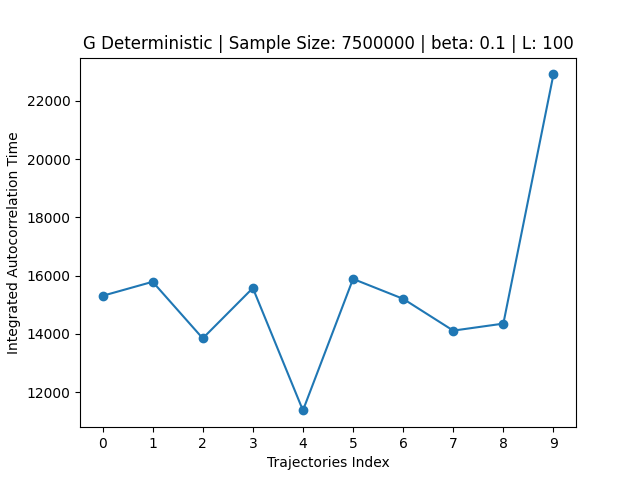 G Deterministic | Sample Size: 7500000 | beta: 0.1 | L: 100
Integrated Autocorrelation Time
22000
20000
18000
16000
14000
12000
0 1 2 3 4 5 6 7 8 9
Trajectories Index